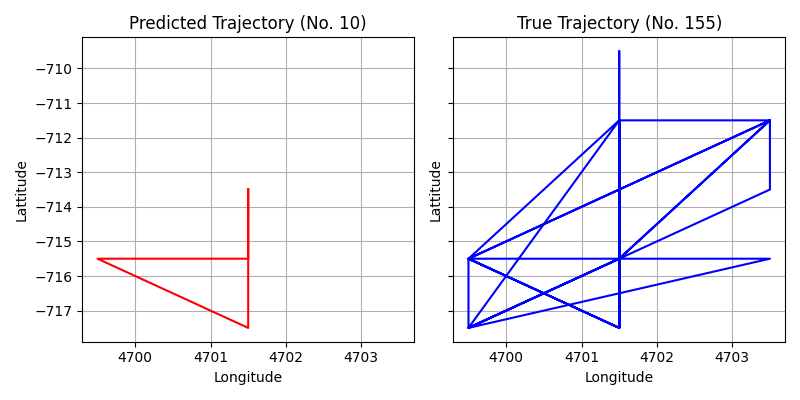 Predicted Trajectory (No. 10)
Lattitude
−710
−711
−712
−713
−714
−715
−716
−717
4700
4701
4702
4703
Longitude
True Trajectory (No. 155)
Lattitude
4700
4701
4702
4703
Longitude